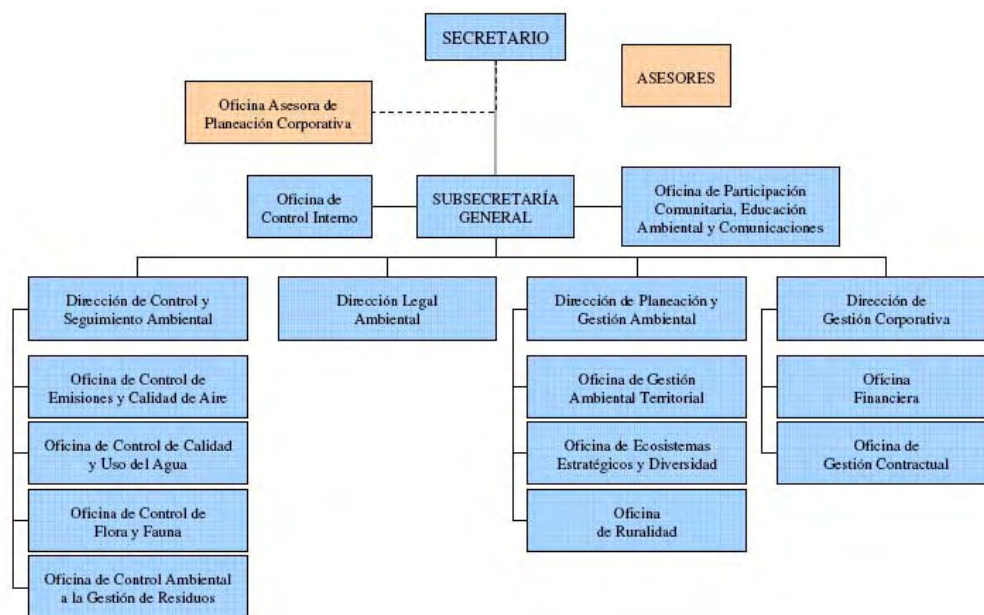 SECRETARIO
ASESORES
Oficina Asesora de
Planeación Corporativa
Oficina de
Control Interno
SUBSECRETARÍA
GENERAL
Oficina de Participación
Comunitaria, Educación
Ambiental y Comunicaciones
Dirección de Control y
Seguimiento Ambiental
Dirección Legal
Ambiental
Dirección de Planeación y
Gestión Ambiental
Dirección de
Gestión Corporativa
Oficina de Control de
Emisiones y Calidad de Aire
Oficina de Gestión
Ambiental Territorial
Oficina
Financiera
Oficina de Control de Calidad
y Uso del Agua
Oficina de Ecosistemas
Estratégicos y Diversidad
Oficina de
Gestión Contractual
Oficina de Control de
Flora y Fauna
Oficina
de Ruralidad
Oficina de Control Ambiental
a la Gestión de Residuos